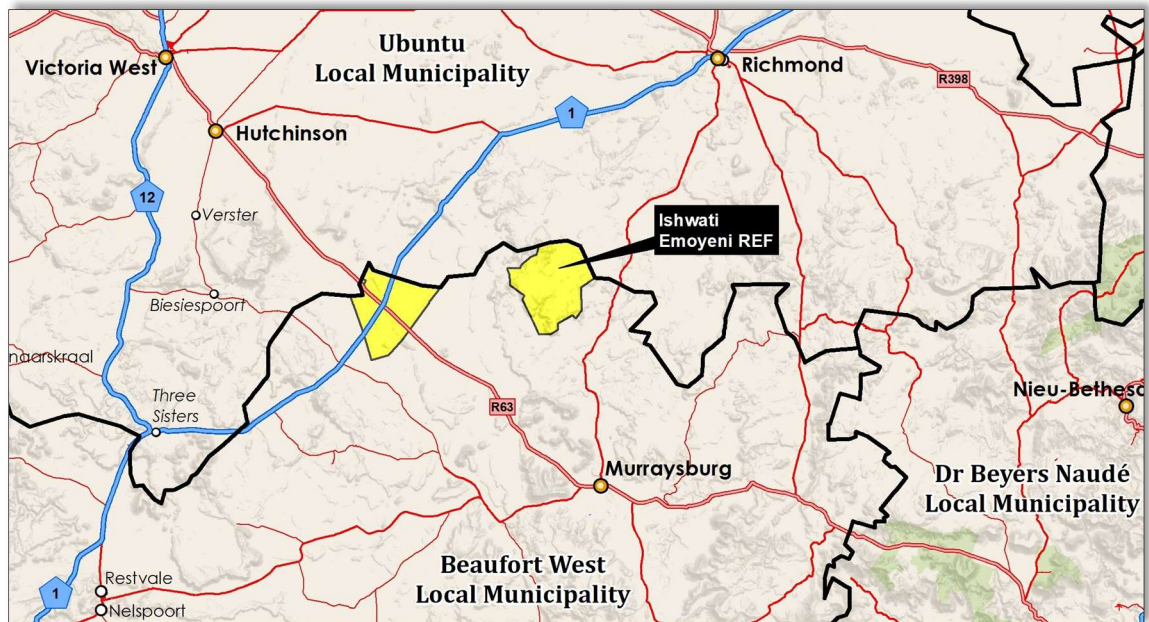 Ubuntu
Local Municipality
Victoria West
Richmond
R398
1
Hutchinson
12
Verster
Ishwati
Emoyeni REF
Biesiespoort
naarskraal
Three
Sisters
R63
Nieu-Bethesd
Murraysburg
Dr Beyers Naudé
Local Municipality
Beaufort West
Local Municipality
Restvale
1
Nelspoort